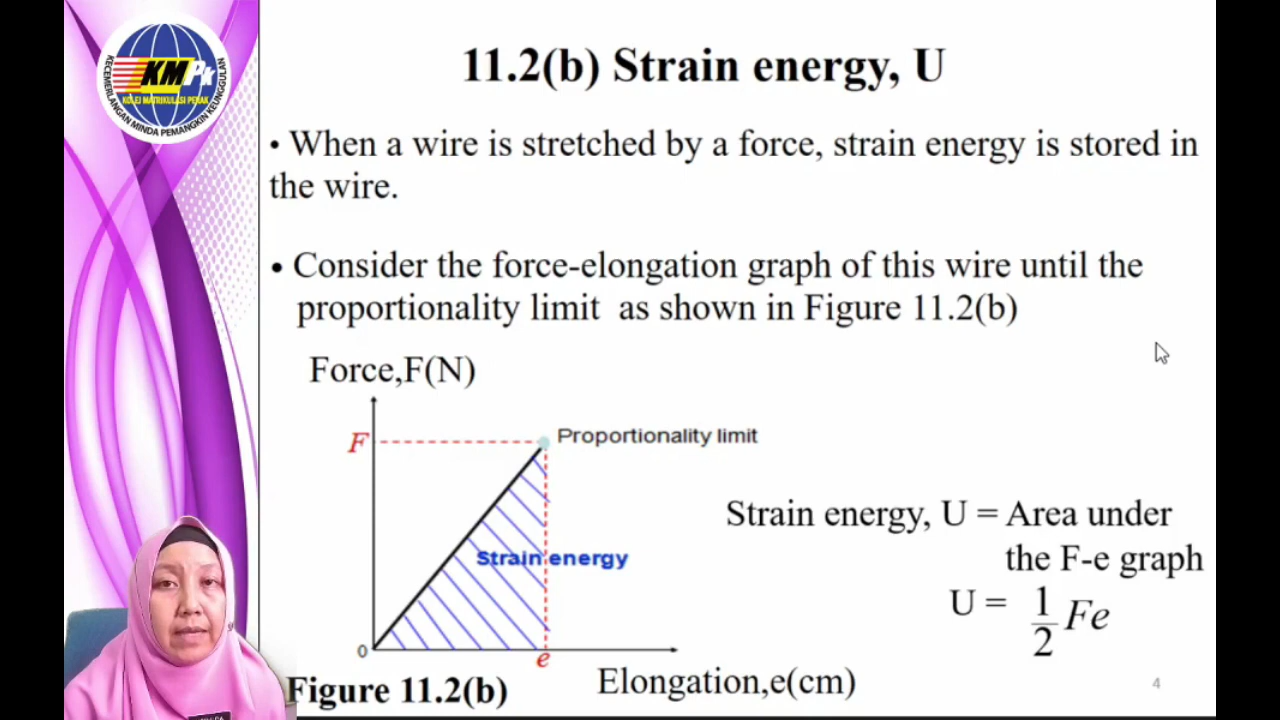 KMPk
KOLEJ MATRIKULASI PERAK
KECEMERLANGAN MINDA PEMANGKIN KEUNGGULAN
11.2(b) Strain energy, U
• When a wire is stretched by a force, strain energy is stored in
the wire.
• Consider the force-elongation graph of this wire until the
proportionality limit as shown in Figure 11.2(b)
Force,F(N)
F
Proportionality limit
Strain energy
0
e
Elongation,e(cm)
Figure 11.2(b)
Strain energy, U = Area under
the F-e graph
U = 1/2 Fe
4